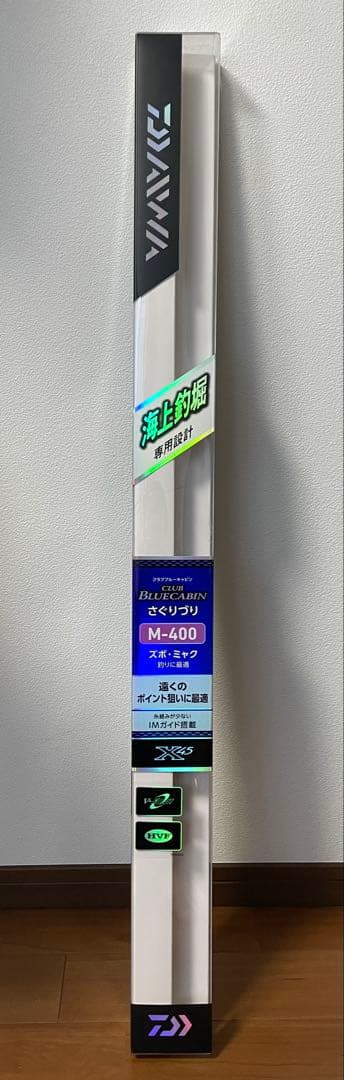 DAIWA
海上釣堀
専用設計
クラブブルーキャビン
CLUB
BLUECABIN
さぐりづり
M-400
ズボ・ミャク
釣りに最適
遠くの
ポイント狙いに最適
糸絡みが少ない
IMガイド搭載
X45
HVF